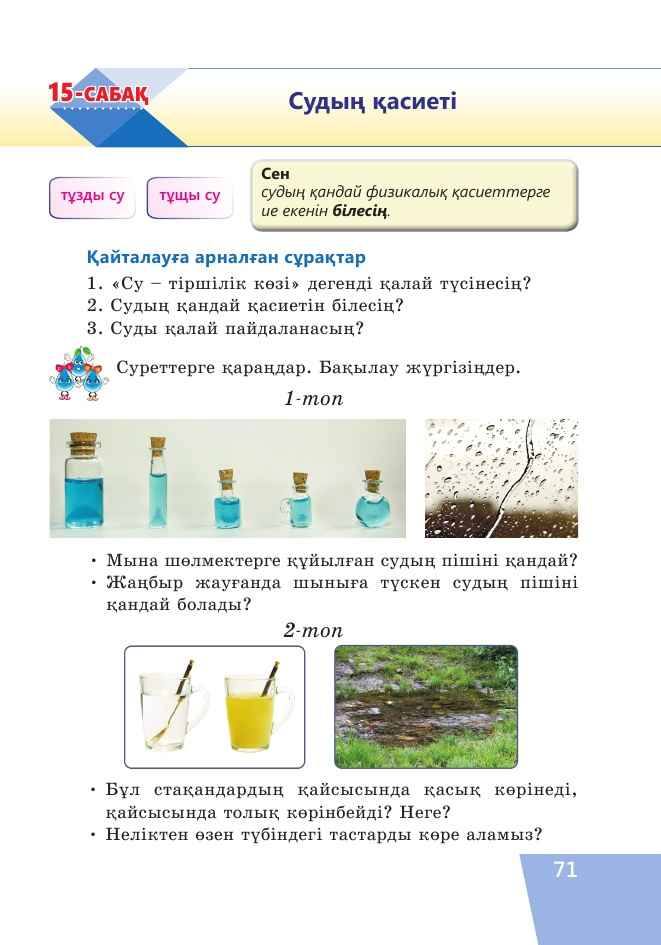 15-САБАҚ
Судың қасиеті
тұзды су
тұщы су
Сен
судың қандай физикалық қасиеттерге
ие екенін білесің.
Қайталауға арналған сұрақтар
1. «Су – тіршілік көзі» дегенді қалай түсінесің?
2. Судың қандай қасиетін білесің?
3. Суды қалай пайдаланасың?
Суреттерге қараңдар. Бақылау жүргізіңдер.
1-топ
• Мына шөлмектерге құйылған судың пішіні қандай?
• Жаңбыр жауғанда шыныға түскен судың пішіні
қандай болады?
2-топ
• Бұл стақандардың қайсысында қасық көрінеді,
қайсысында толық көрінбейді? Неге?
• Неліктен өзен түбіндегі тастарды көре аламыз?
71